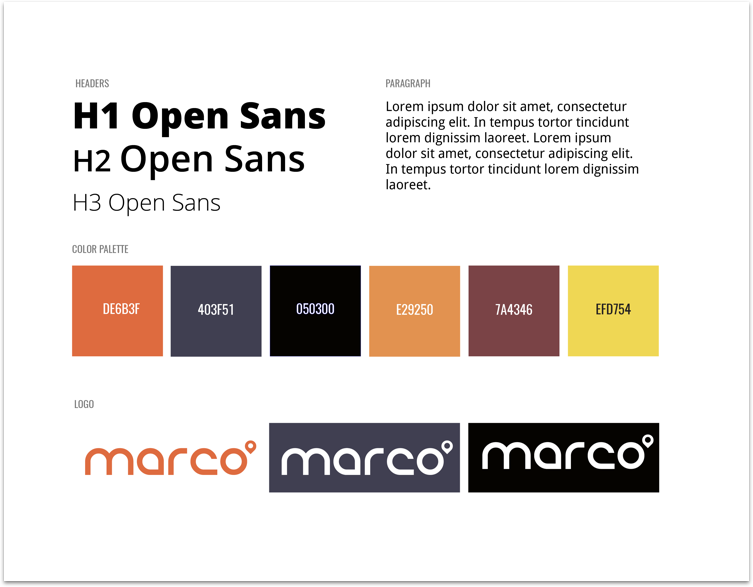 HEADERS
H1 Open Sans
H2 Open Sans
H3 Open Sans
PARAGRAPH
Lorem ipsum dolor sit amet, consectetur
adipiscing elit. In tempus tortor tincidunt
lorem dignissim laoreet. Lorem ipsum
dolor sit amet, consectetur adipiscing elit.
In tempus tortor tincidunt lorem dignissim
laoreet.
COLOR PALETTE
DE6B3F
403F51
050300
E29250
7A4346
EFD754
LOGO
marco
marco
marco